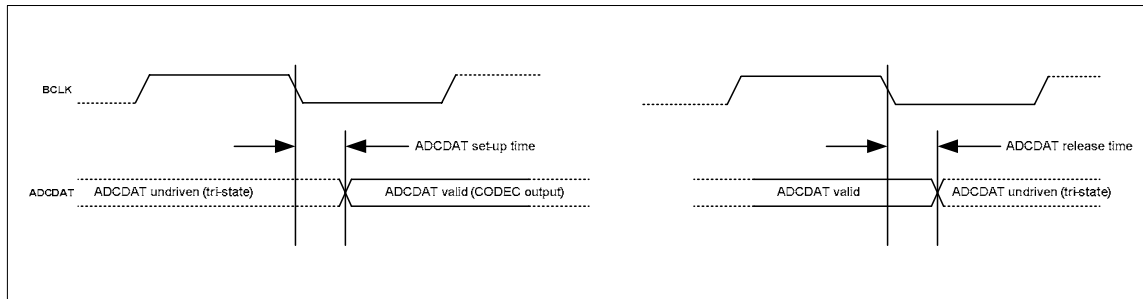 BCLK
ADCDAT set-up time
ADCDAT release time
ADCDAT
ADCDAT undriven (tri-state)
ADCDAT valid (CODEC output)
ADCDAT valid
ADCDAT undriven (tri-state)